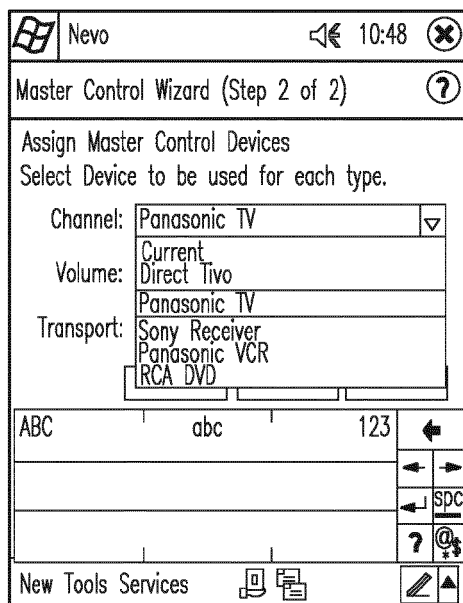 Nevo 10:48
Master Control Wizard (Step 2 of 2) ?
Assign Master Control Devices
Select Device to be used for each type.
Channel: Panasonic TV
Current
Volume: Direct Tivo
Panasonic TV
Transport: Sony Receiver
Panasonic VCR
RCA DVD
ABC abc 123
spc
? @*$
New Tools Services